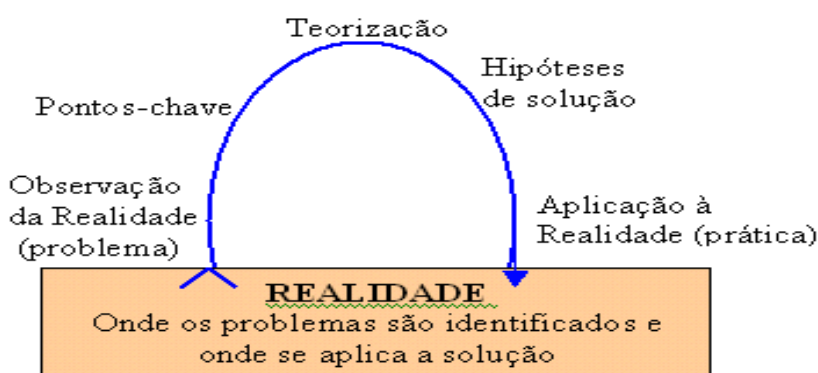 Teorização
Hipóteses
de solução
Pontos-chave
Observação
da Realidade
(problema)
Aplicação à
Realidade (prática)
REALIDADE
Onde os problemas são identificados e
onde se aplica a solução